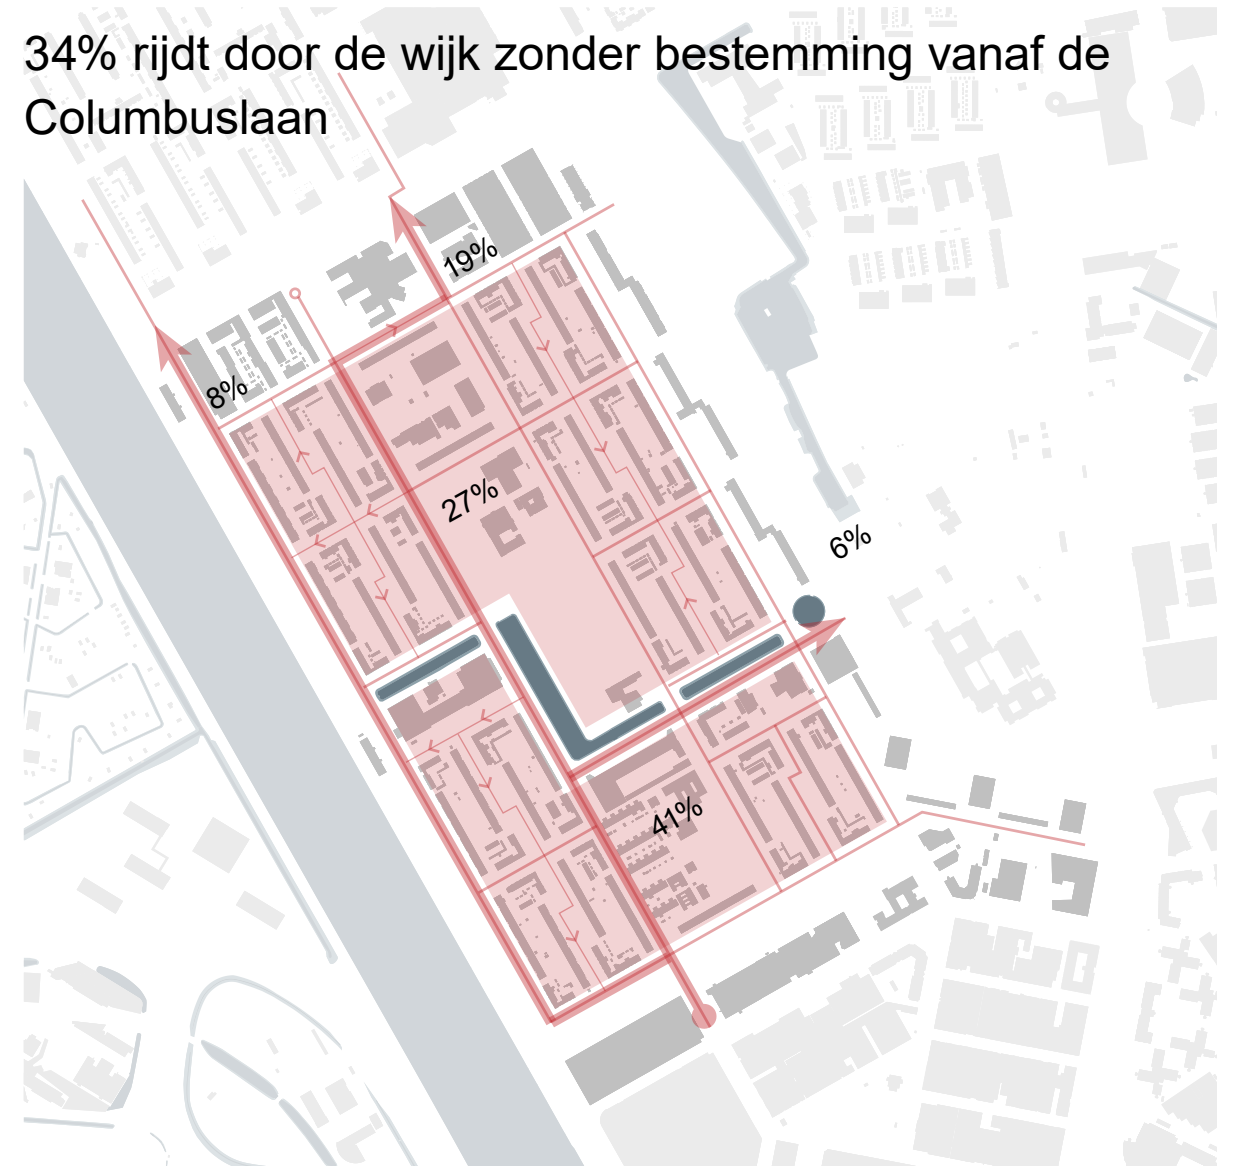 34% rijdt door de wijk zonder bestemming vanaf de
Columbuslaan
19%
8%
27%
6%
41%